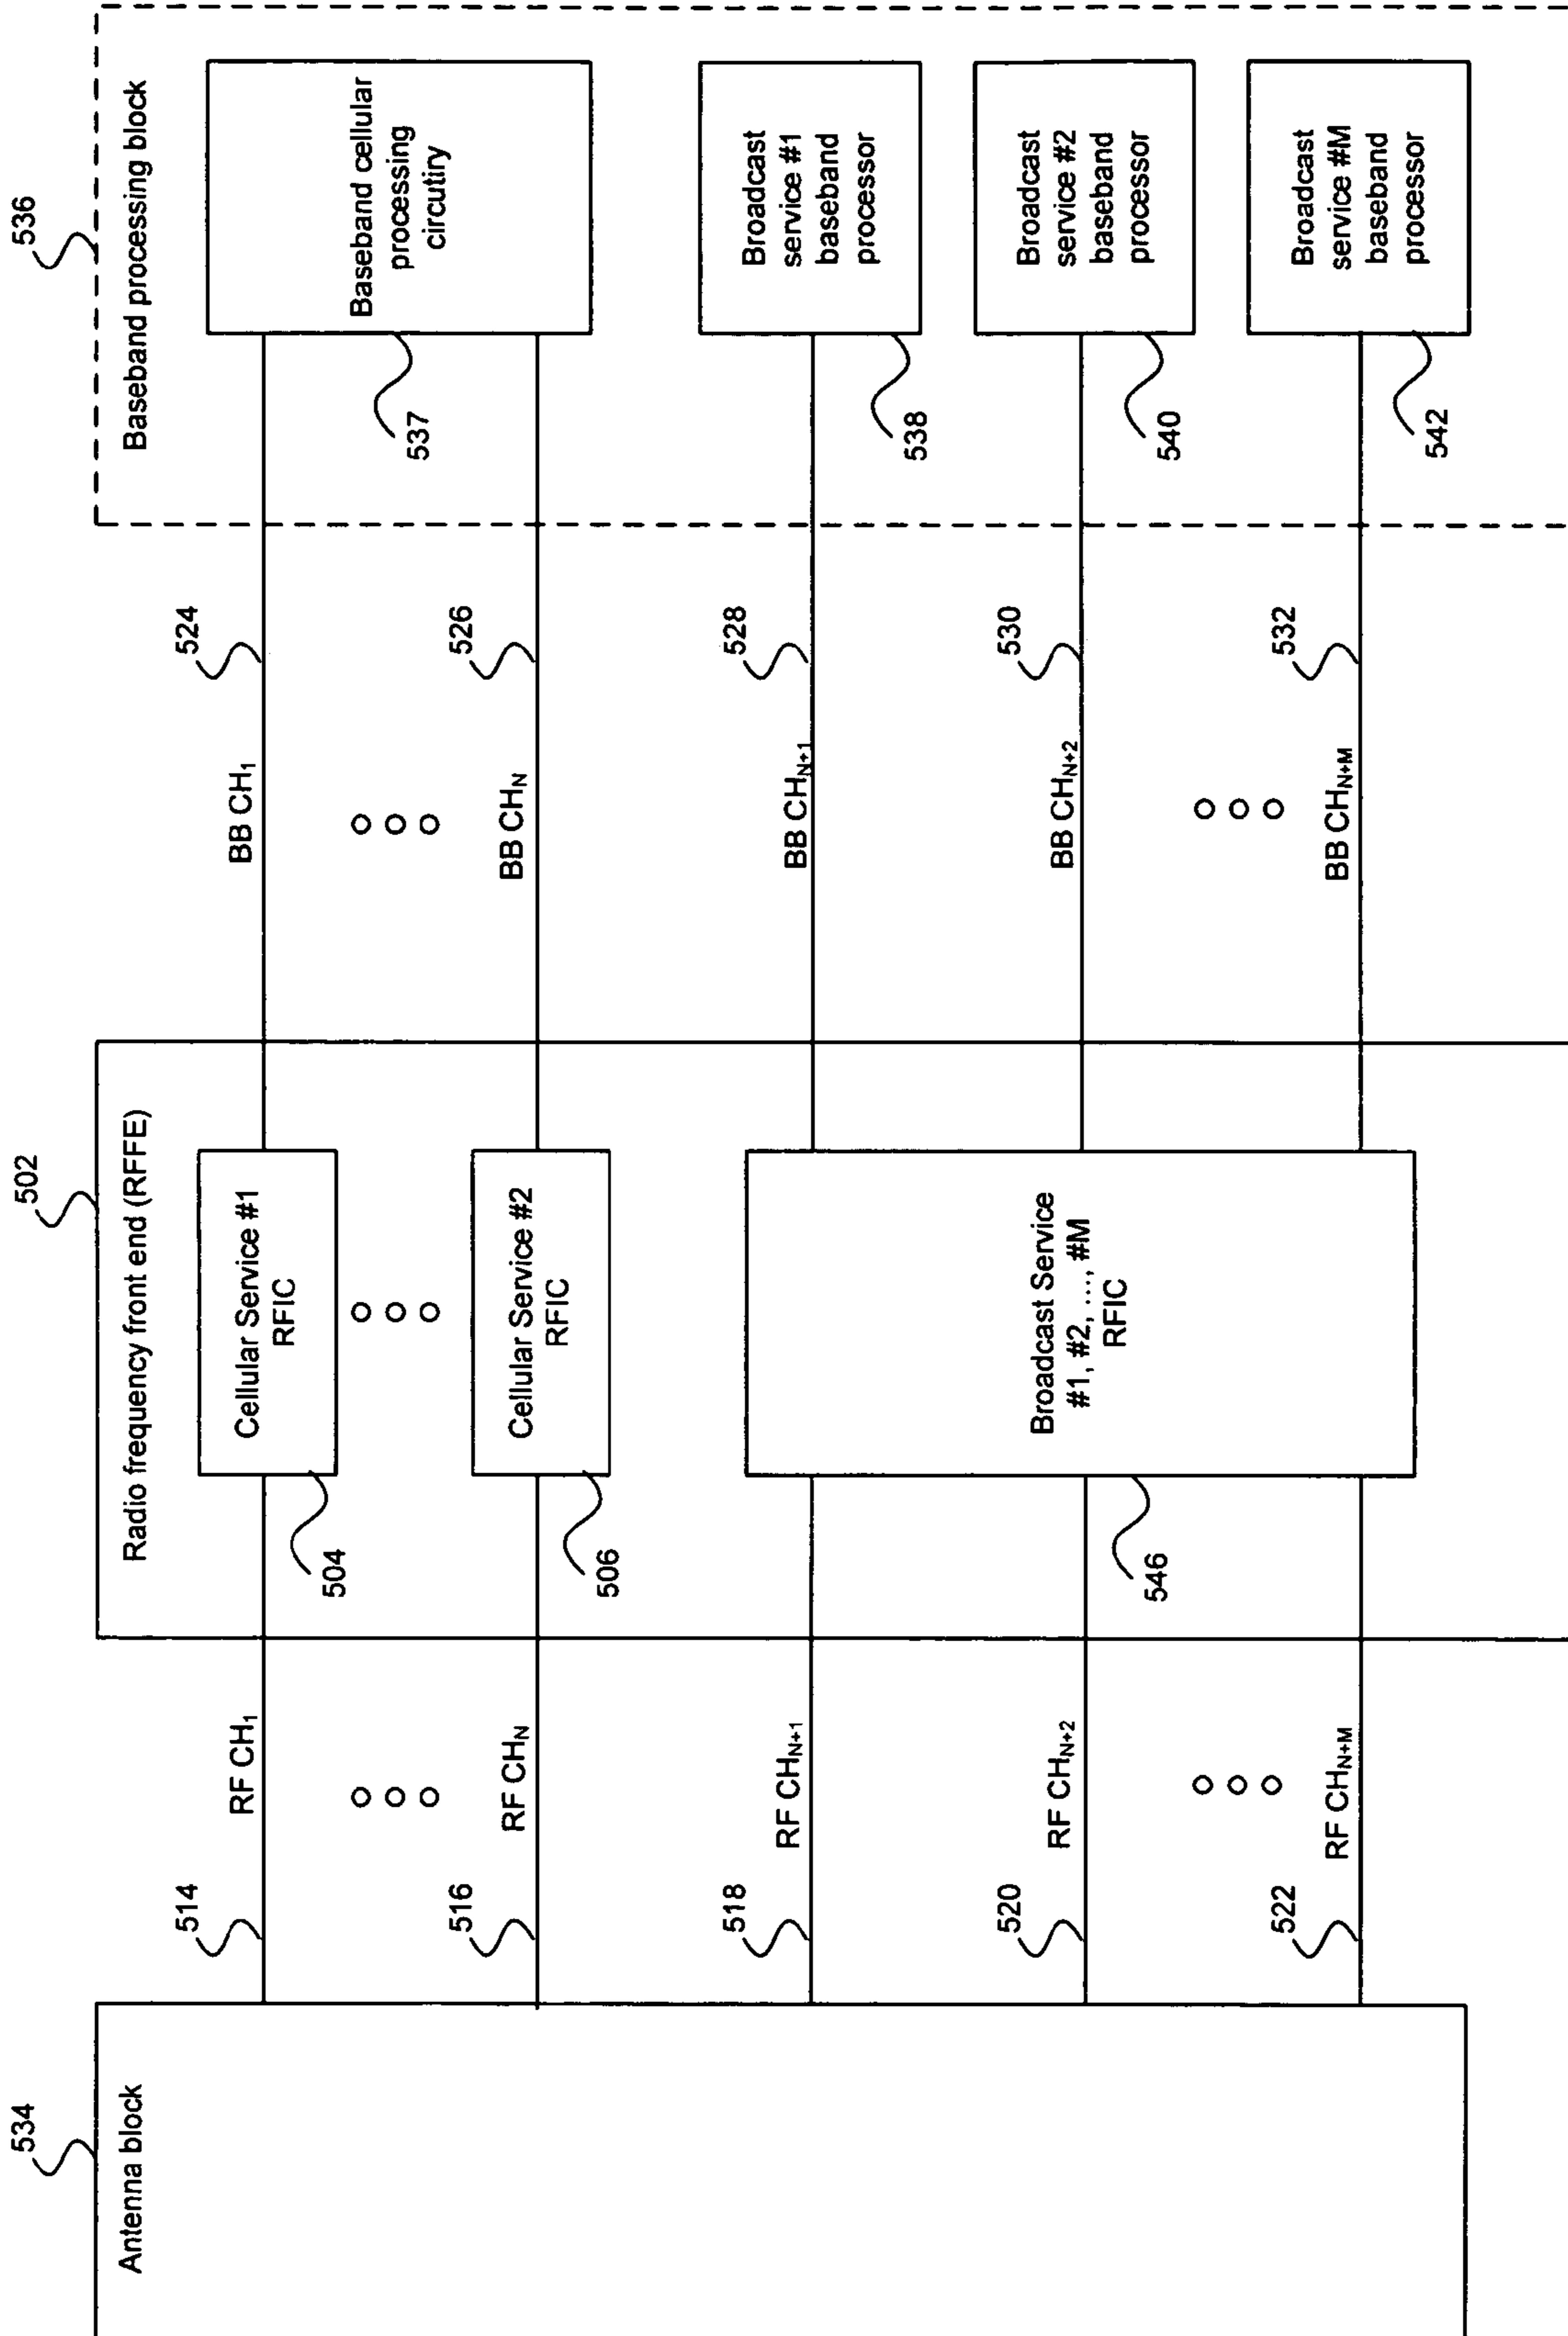 534
Antenna block
514
RF CH1
516
RF CHN
518
RF CHN+1
520
RF CHN+2
522
RF CHN+M
502
Radio frequency front end (RFFE)
Cellular Service #1
RFIC
504
Cellular Service #2
RFIC
506
Broadcast Service
#1, #2, ..., #M
RFIC
546
524
BB CH1
526
BB CHN
528
BB CHN+1
530
BB CHN+2
532
BB CHN+M
536
Baseband processing block
Baseband cellular
processing
circutiry
537
Broadcast
service #1
baseband
processor
538
Broadcast
service #2
baseband
processor
540
Broadcast
service #M
baseband
processor
542